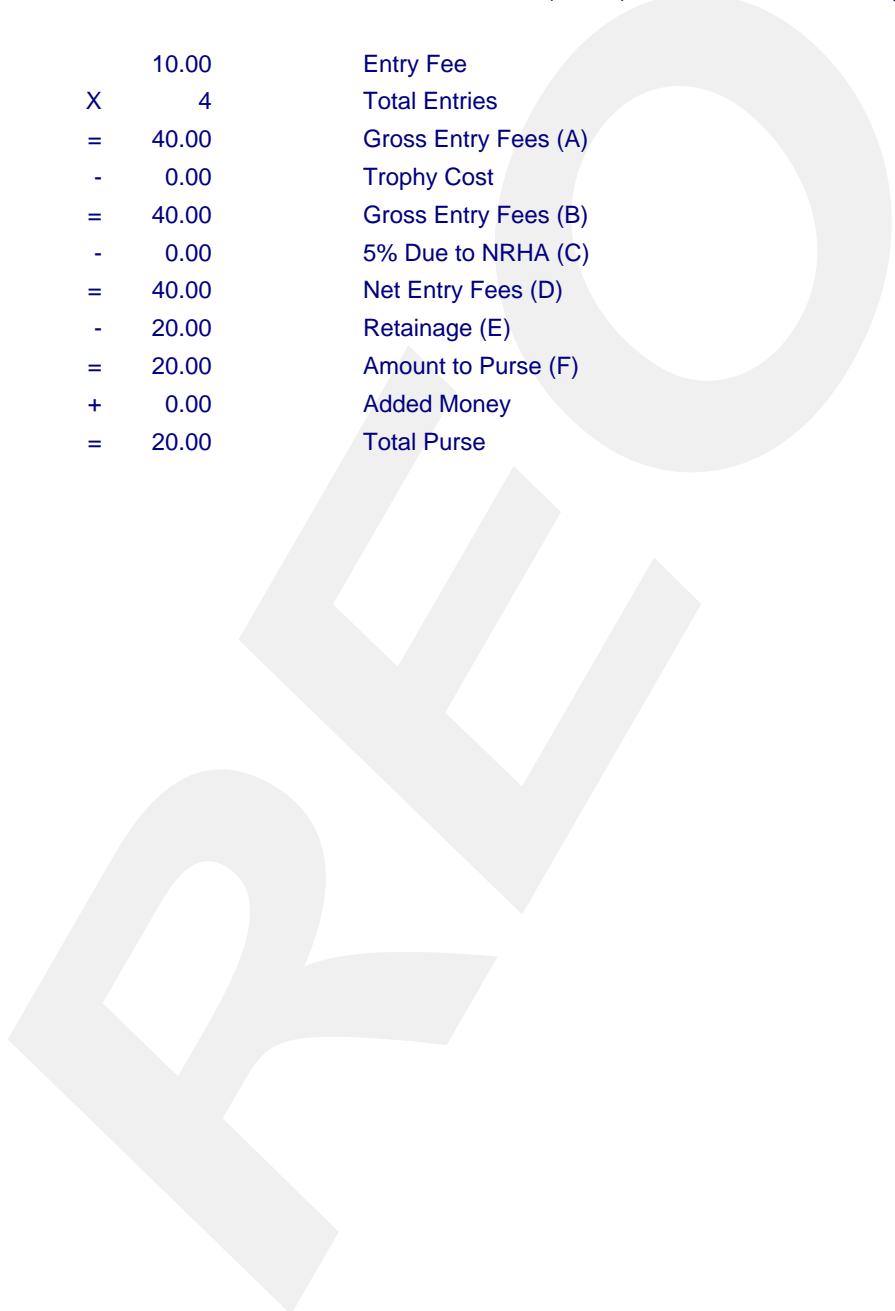 10.00 Entry Fee
X 4 Total Entries
= 40.00 Gross Entry Fees (A)
- 0.00 Trophy Cost
= 40.00 Gross Entry Fees (B)
- 0.00 5% Due to NRHA (C)
= 40.00 Net Entry Fees (D)
- 20.00 Retainage (E)
= 20.00 Amount to Purse (F)
+ 0.00 Added Money
= 20.00 Total Purse
REO